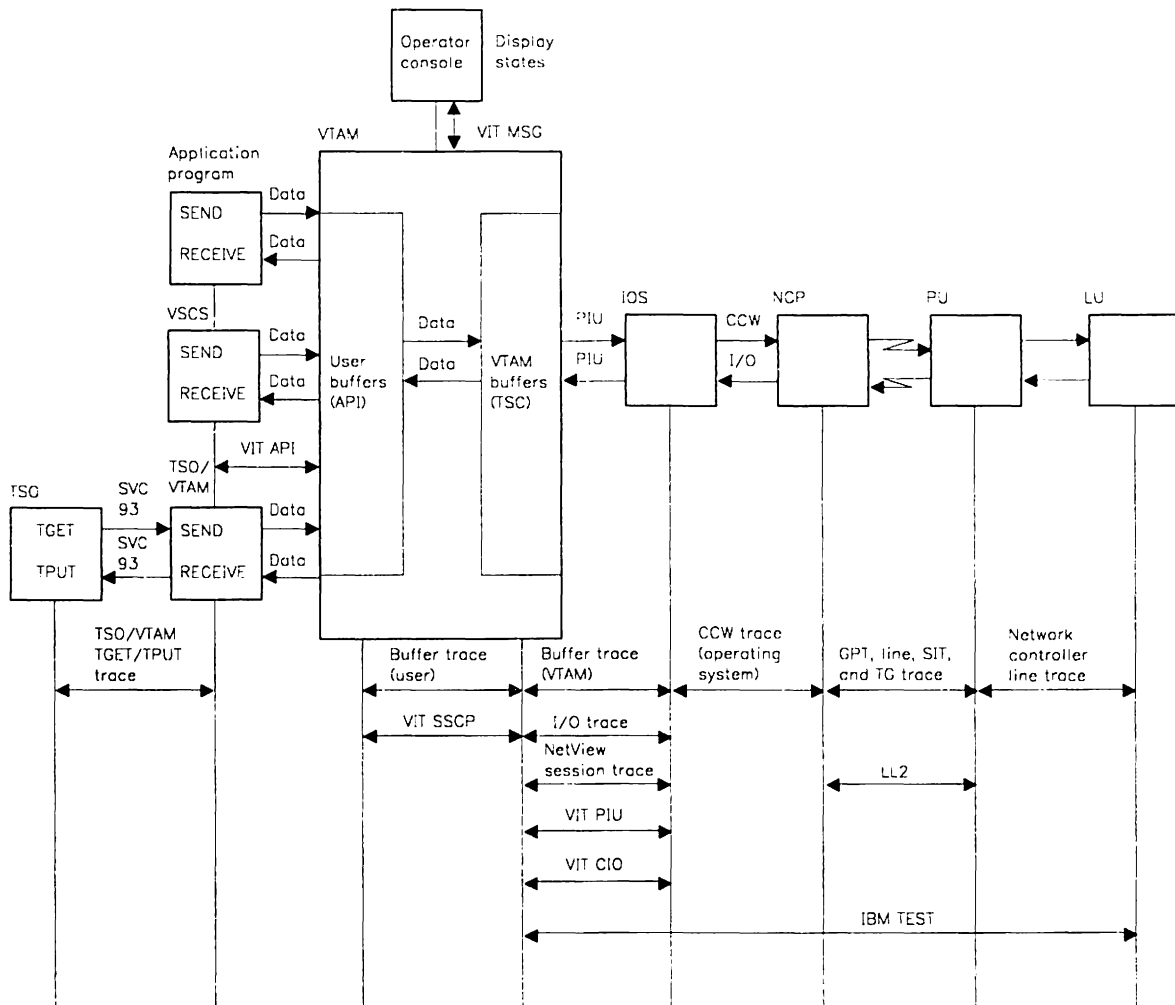 Operator
console
Display
states
VTAM
VIT MSG
Application
program
SEND
RECEIVE
Data
Data
VSCS
SEND
RECEIVE
Data
Data
User
buffers
(API)
Data
Data
VTAM
buffers
(TSC)
PIU
PIU
IOS
CCW
I/O
NCP
PU
LU
VIT API
TSO/
VTAM
TSO
TGET
TPUT
SVC
93
SVC
93
SEND
RECEIVE
Data
Data
TSO/VTAM
TGET/TPUT
trace
Buffer trace
(user)
Buffer trace
(VTAM)
CCW trace
(operating
system)
GPT, line, SIT,
and TG trace
Network
controller
line trace
VIT SSCP
I/O trace
NetView
session trace
LL2
VIT PIU
VIT CIO
IBM TEST